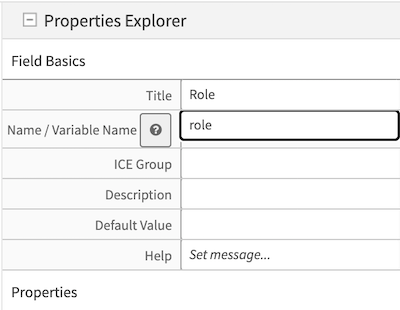 Properties Explorer
Field Basics
Title Role
Name / Variable Name ? role
ICE Group
Description
Default Value
Help Set message...
Properties